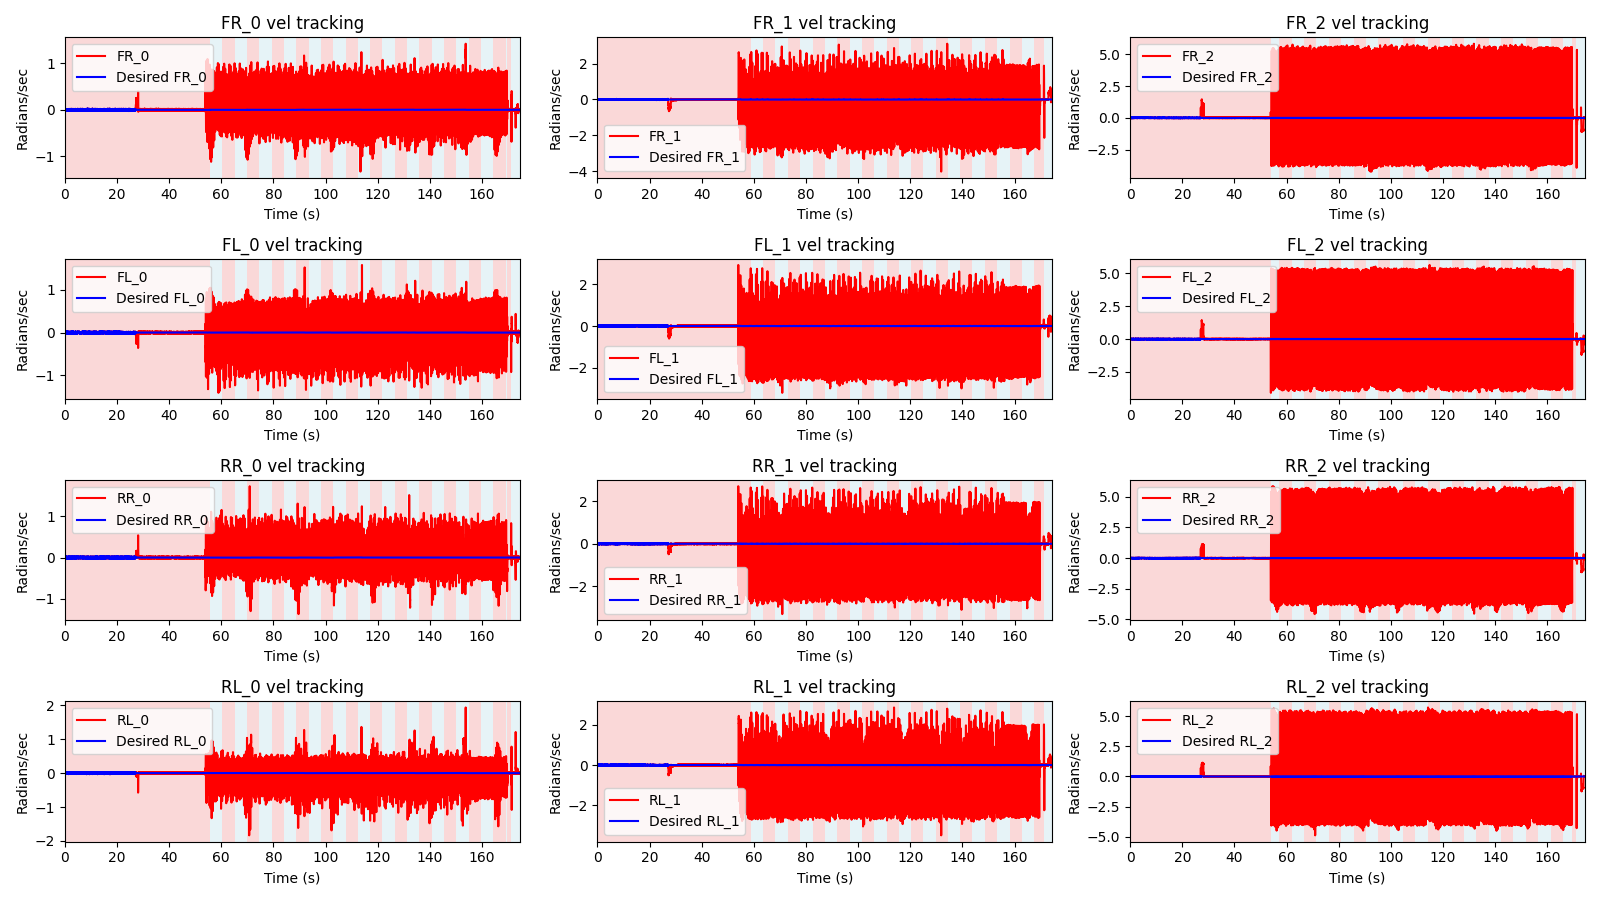 FR_0 vel tracking
FR_1 vel tracking
FR_2 vel tracking
Radians/sec
1
0
−1
FR_0
Desired FR_0
0 20 40 60 80 100 120 140 160
Time (s)
Radians/sec
2
0
−2
−4
FR_1
Desired FR_1
0 20 40 60 80 100 120 140 160
Time (s)
Radians/sec
5.0
2.5
0.0
−2.5
FR_2
Desired FR_2
0 20 40 60 80 100 120 140 160
Time (s)
FL_0 vel tracking
FL_1 vel tracking
FL_2 vel tracking
Radians/sec
1
0
−1
FL_0
Desired FL_0
0 20 40 60 80 100 120 140 160
Time (s)
Radians/sec
2
0
−2
FL_1
Desired FL_1
0 20 40 60 80 100 120 140 160
Time (s)
Radians/sec
5.0
2.5
0.0
−2.5
FL_2
Desired FL_2
0 20 40 60 80 100 120 140 160
Time (s)
RR_0 vel tracking
RR_1 vel tracking
RR_2 vel tracking
Radians/sec
1
0
−1
RR_0
Desired RR_0
0 20 40 60 80 100 120 140 160
Time (s)
Radians/sec
2
0
−2
RR_1
Desired RR_1
0 20 40 60 80 100 120 140 160
Time (s)
Radians/sec
5.0
2.5
0.0
−2.5
−5.0
RR_2
Desired RR_2
0 20 40 60 80 100 120 140 160
Time (s)
RL_0 vel tracking
RL_1 vel tracking
RL_2 vel tracking
Radians/sec
2
1
0
−1
−2
RL_0
Desired RL_0
0 20 40 60 80 100 120 140 160
Time (s)
Radians/sec
2
0
−2
RL_1
Desired RL_1
0 20 40 60 80 100 120 140 160
Time (s)
Radians/sec
5.0
2.5
0.0
−2.5
−5.0
RL_2
Desired RL_2
0 20 40 60 80 100 120 140 160
Time (s)